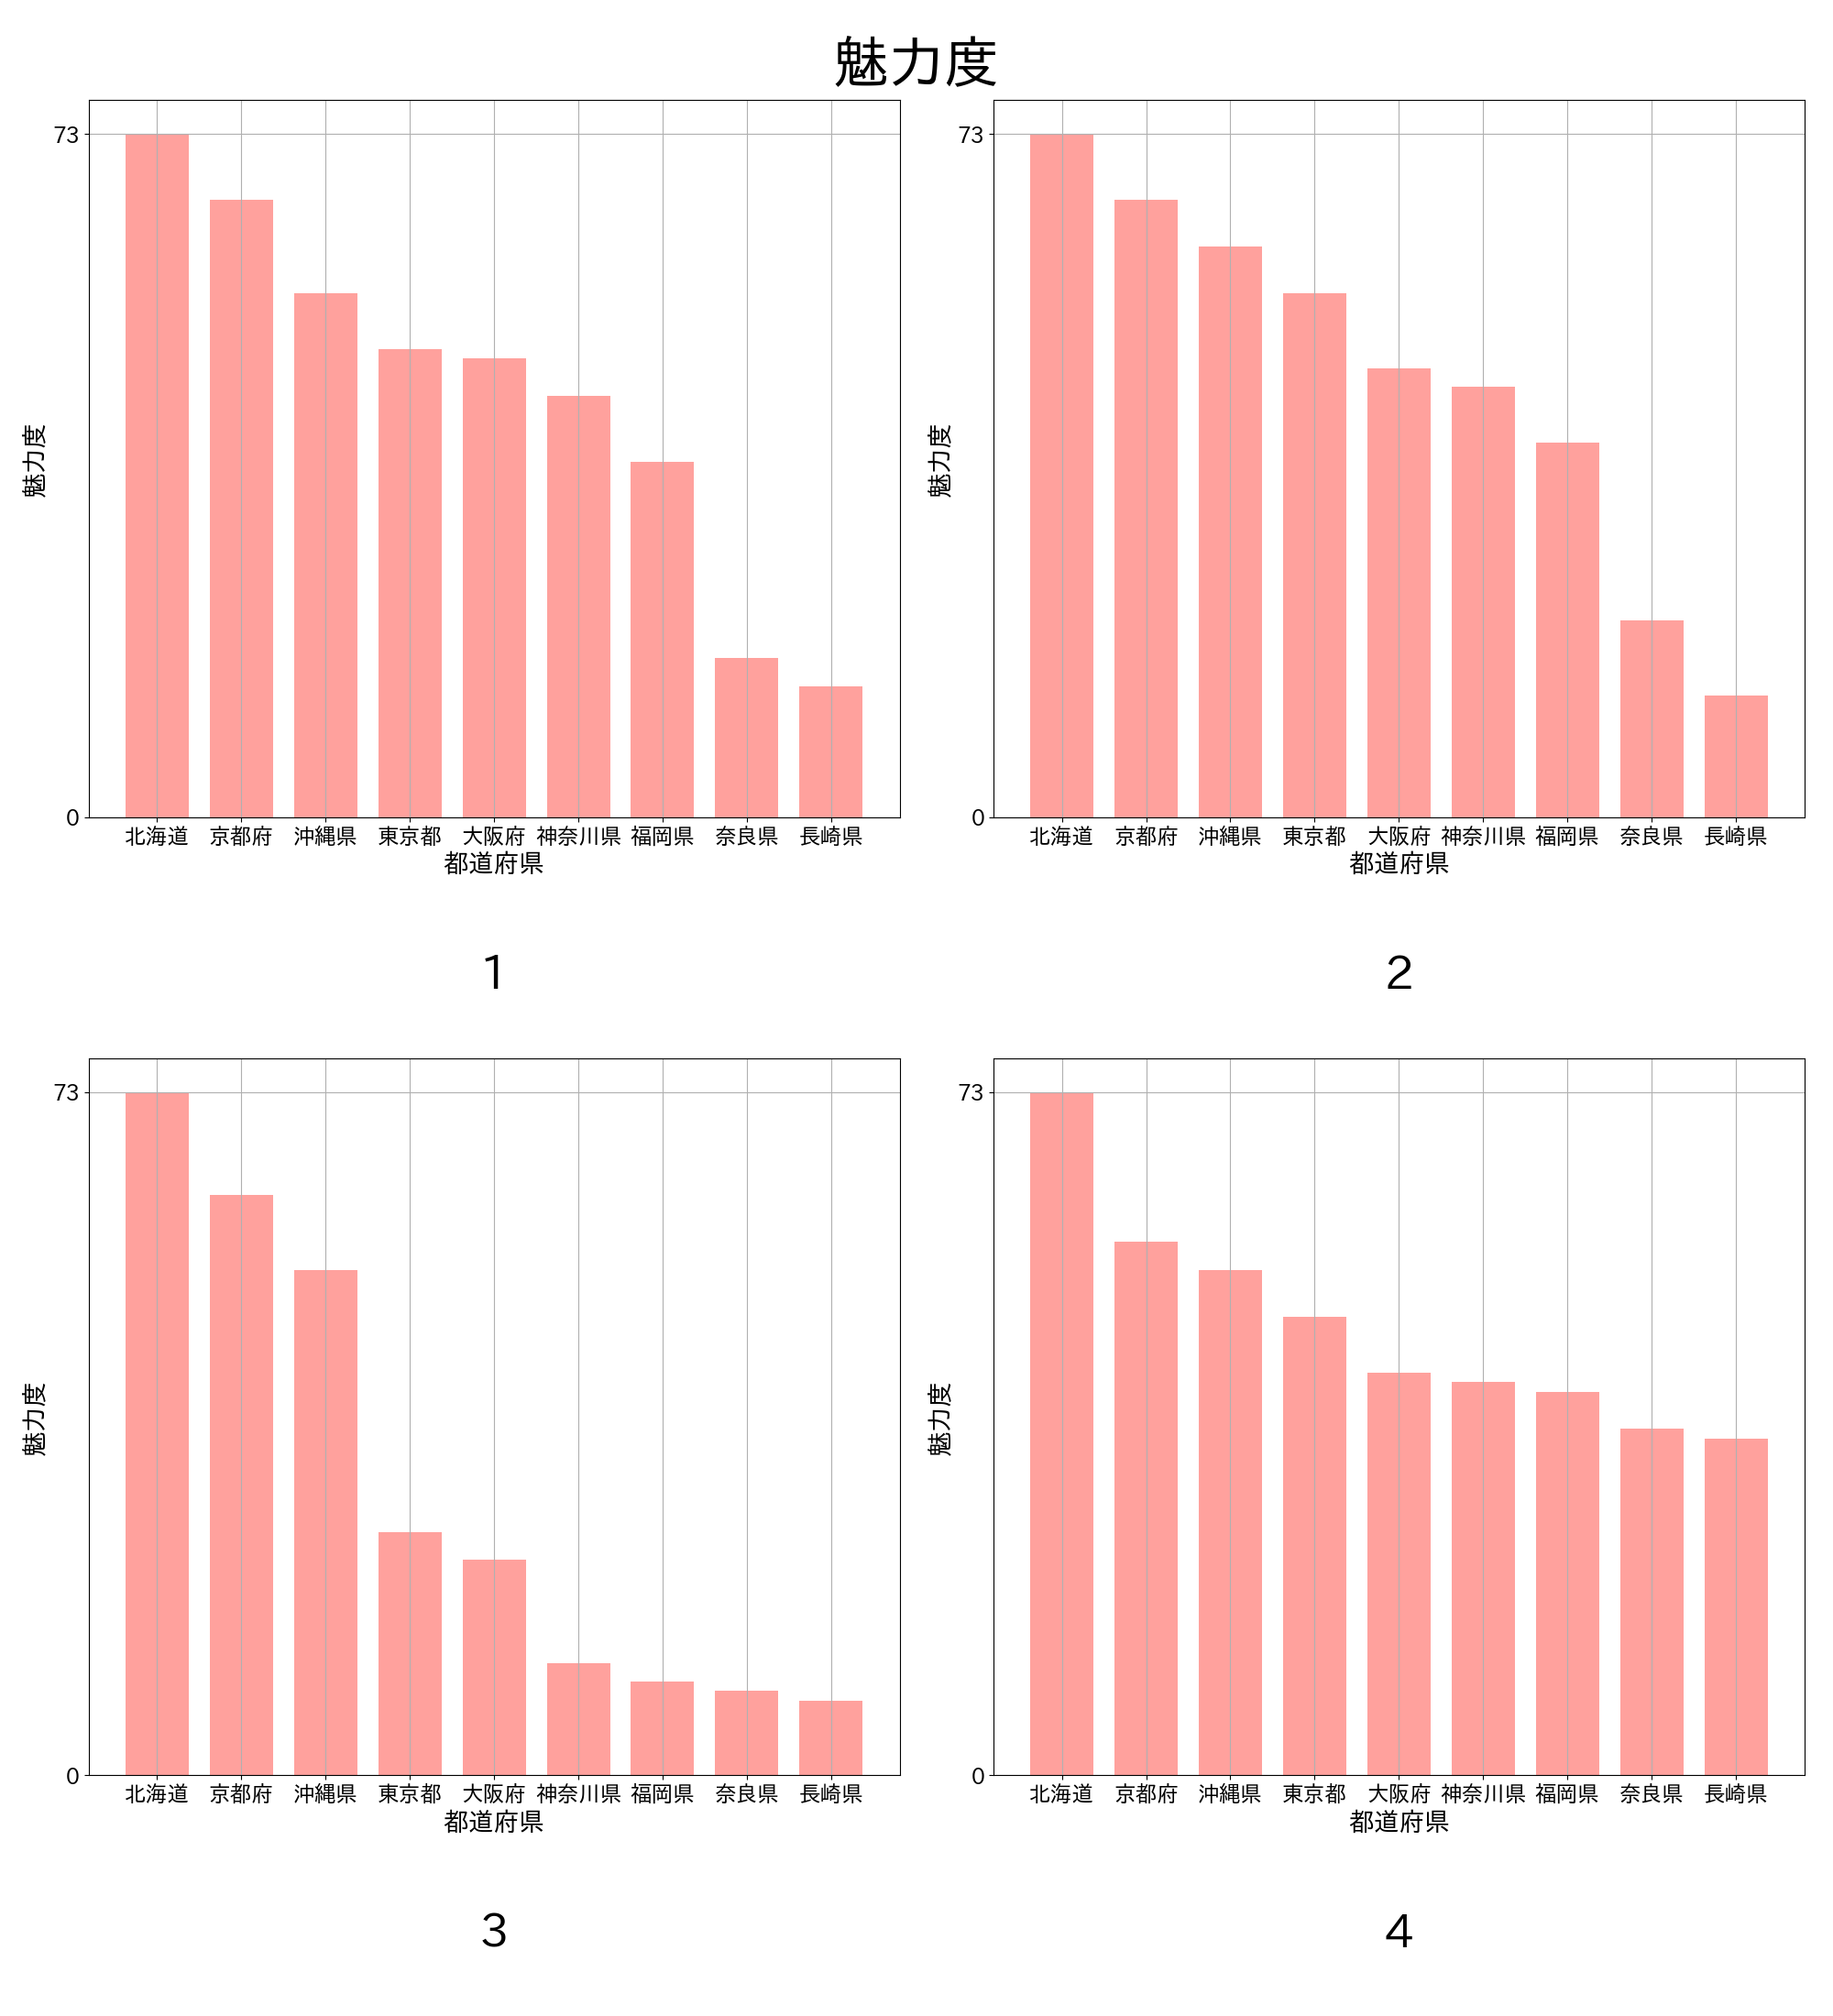 魅力度
73
魅力度
0
北海道 京都府 沖縄県 東京都 大阪府 神奈川県 福岡県 奈良県 長崎県
都道府県
1
73
魅力度
0
北海道 京都府 沖縄県 東京都 大阪府 神奈川県 福岡県 奈良県 長崎県
都道府県
2
73
魅力度
0
北海道 京都府 沖縄県 東京都 大阪府 神奈川県 福岡県 奈良県 長崎県
都道府県
3
73
魅力度
0
北海道 京都府 沖縄県 東京都 大阪府 神奈川県 福岡県 奈良県 長崎県
都道府県
4